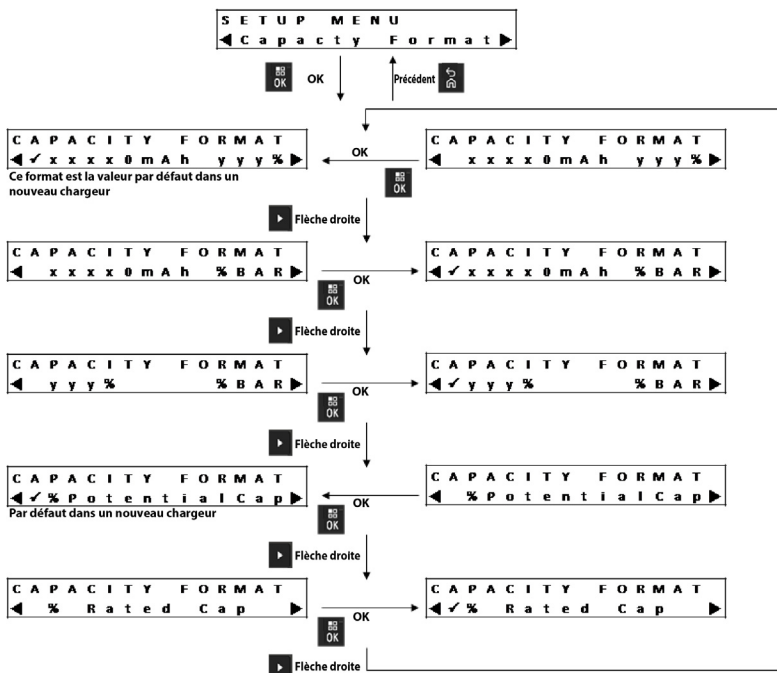 SETUP MENU
◀ Capacty Format▶
OK OK Précédent
CAPACITY FORMAT OK CAPACITY FORMAT
◀✓xxxx0mAh yyy%▶ ◀ xxxx0mAh yyy%▶
Ce format est la valeur par défaut dans un
nouveau chargeur
OK
Flèche droite
CAPACITY FORMAT CAPACITY FORMAT
◀ xxxx0mAh %BAR▶ ◀✓xxxx0mAh %BAR▶
OK OK
Flèche droite
CAPACITY FORMAT CAPACITY FORMAT
◀ yyy% %BAR▶ ◀✓yyy% %BAR▶
OK OK
Flèche droite
CAPACITY FORMAT CAPACITY FORMAT
◀✓%PotentialCap▶ ◀ %PotentialCap▶
Par défaut dans un nouveau chargeur
OK OK
Flèche droite
CAPACITY FORMAT CAPACITY FORMAT
◀ % Rated Cap ▶ ◀✓% Rated Cap ▶
OK OK
Flèche droite